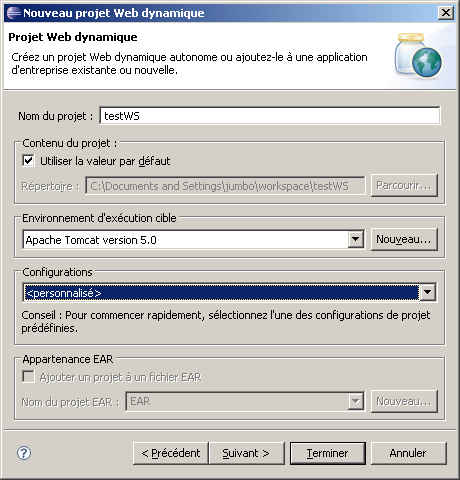 Nouveau projet Web dynamique
Projet Web dynamique
Créez un projet Web dynamique autonome ou ajoutez-le à une application
d'entreprise existante ou nouvelle.
Nom du projet : testWS
Contenu du projet :
Utiliser la valeur par défaut
Répertoire : C:\Documents and Settings\jumbo\workspace\testWS Parcourir...
Environnement d'exécution cible
Apache Tomcat version 5.0 Nouveau...
Configurations
<personnalisé>
Conseil : Pour commencer rapidement, sélectionnez l'une des configurations de projet
prédéfinies.
Appartenance EAR
Ajouter un projet à un fichier EAR
Nom du projet EAR : EAR Nouveau...
? < Précédent Suivant > Terminer Annuler